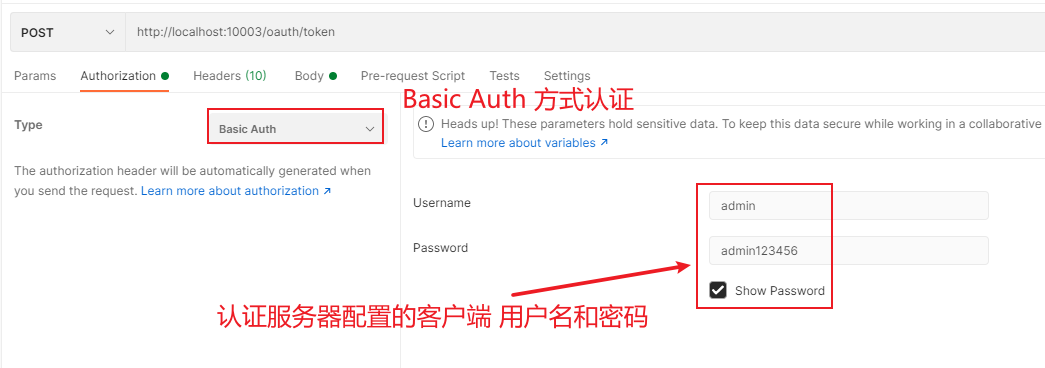 POST http://localhost:10003/oauth/token
Params Authorization Headers (10) Body Pre-request Script Tests Settings
Basic Auth 方式认证
Type Basic Auth
The authorization header will be automatically generated when
you send the request. Learn more about authorization ↗
Heads up! These parameters hold sensitive data. To keep this data secure while working in a collaborative
Learn more about variables ↗
Username admin
Password admin123456
Show Password
认证服务器配置的客户端 用户名和密码